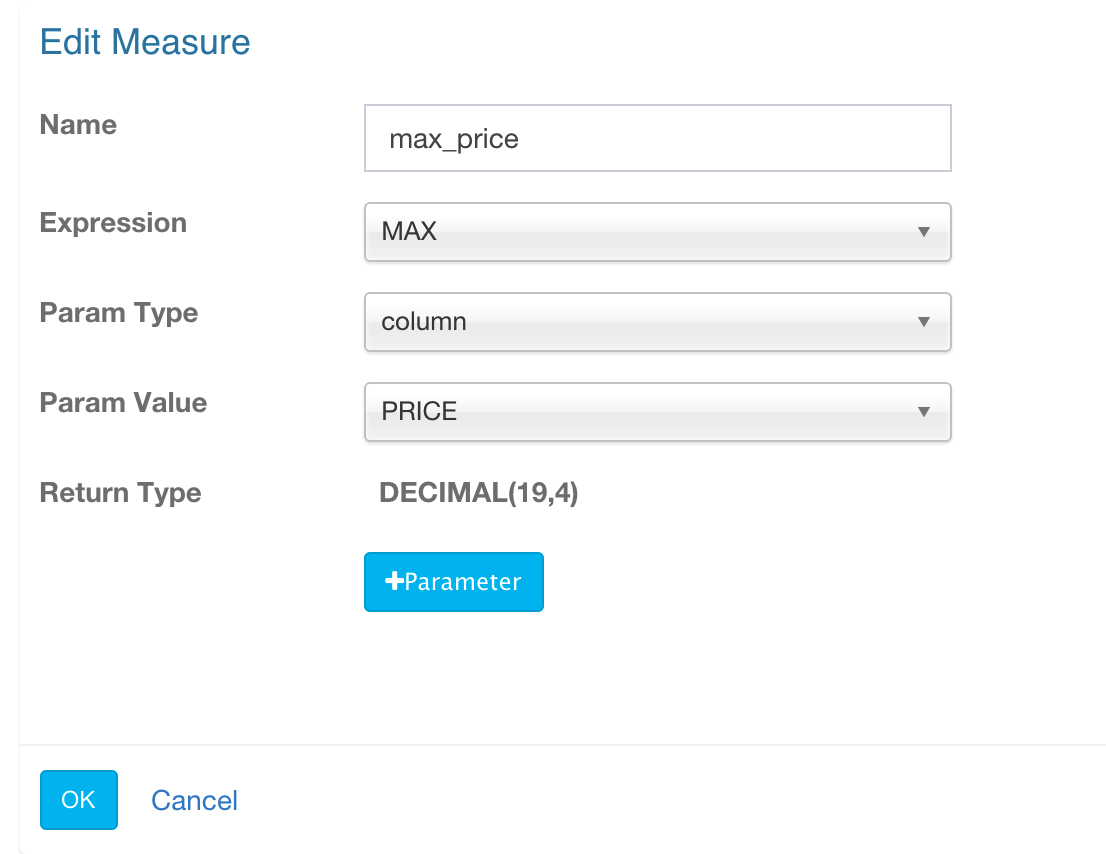 Edit Measure
Name
max_price
Expression
MAX
Param Type
column
Param Value
PRICE
Return Type
DECIMAL(19,4)
+Parameter
OK
Cancel